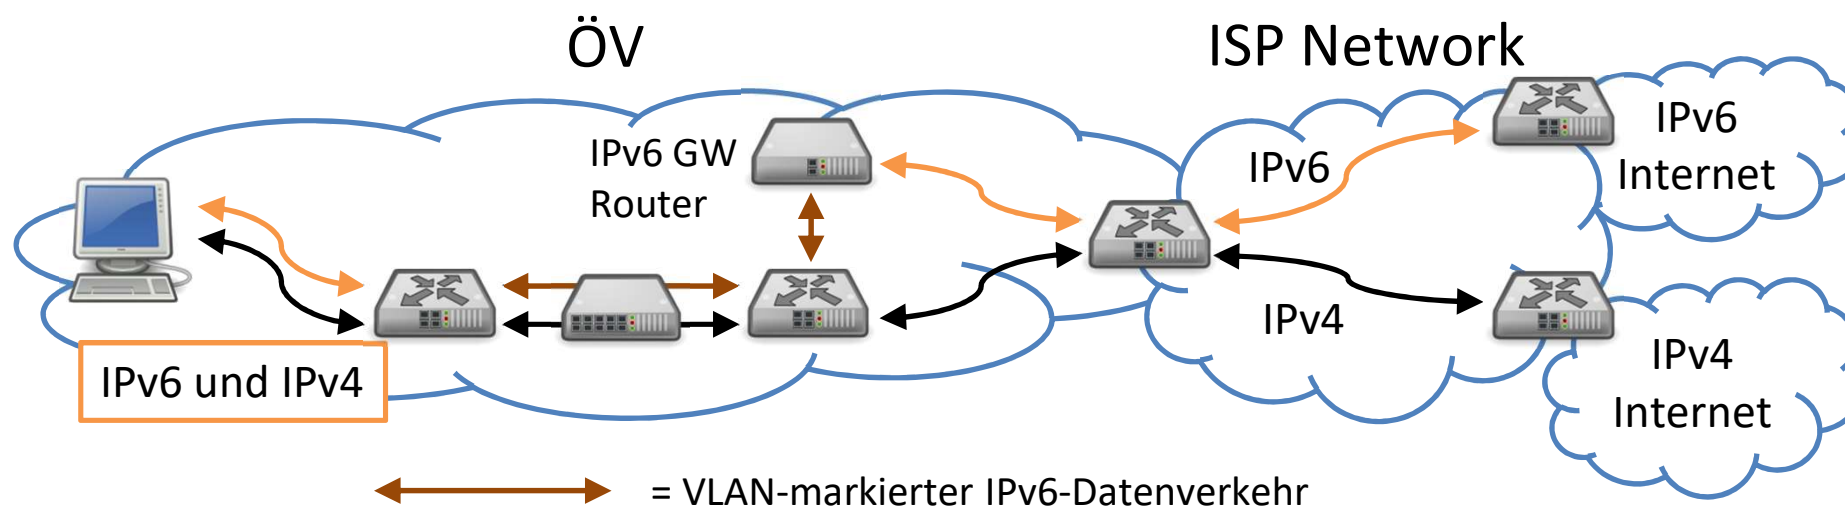 ÖV
ISP Network
IPv6 GW
Router
IPv6
IPv6
Internet
IPv4
IPv4
Internet
IPv6 und IPv4
= VLAN-markierter IPv6-Datenverkehr